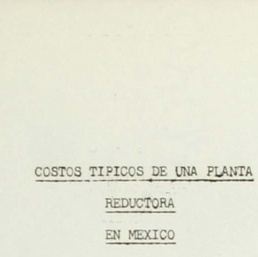 COSTOS TIPICOS DE UNA PLANTA
REDUCTORA
EN MEXICO